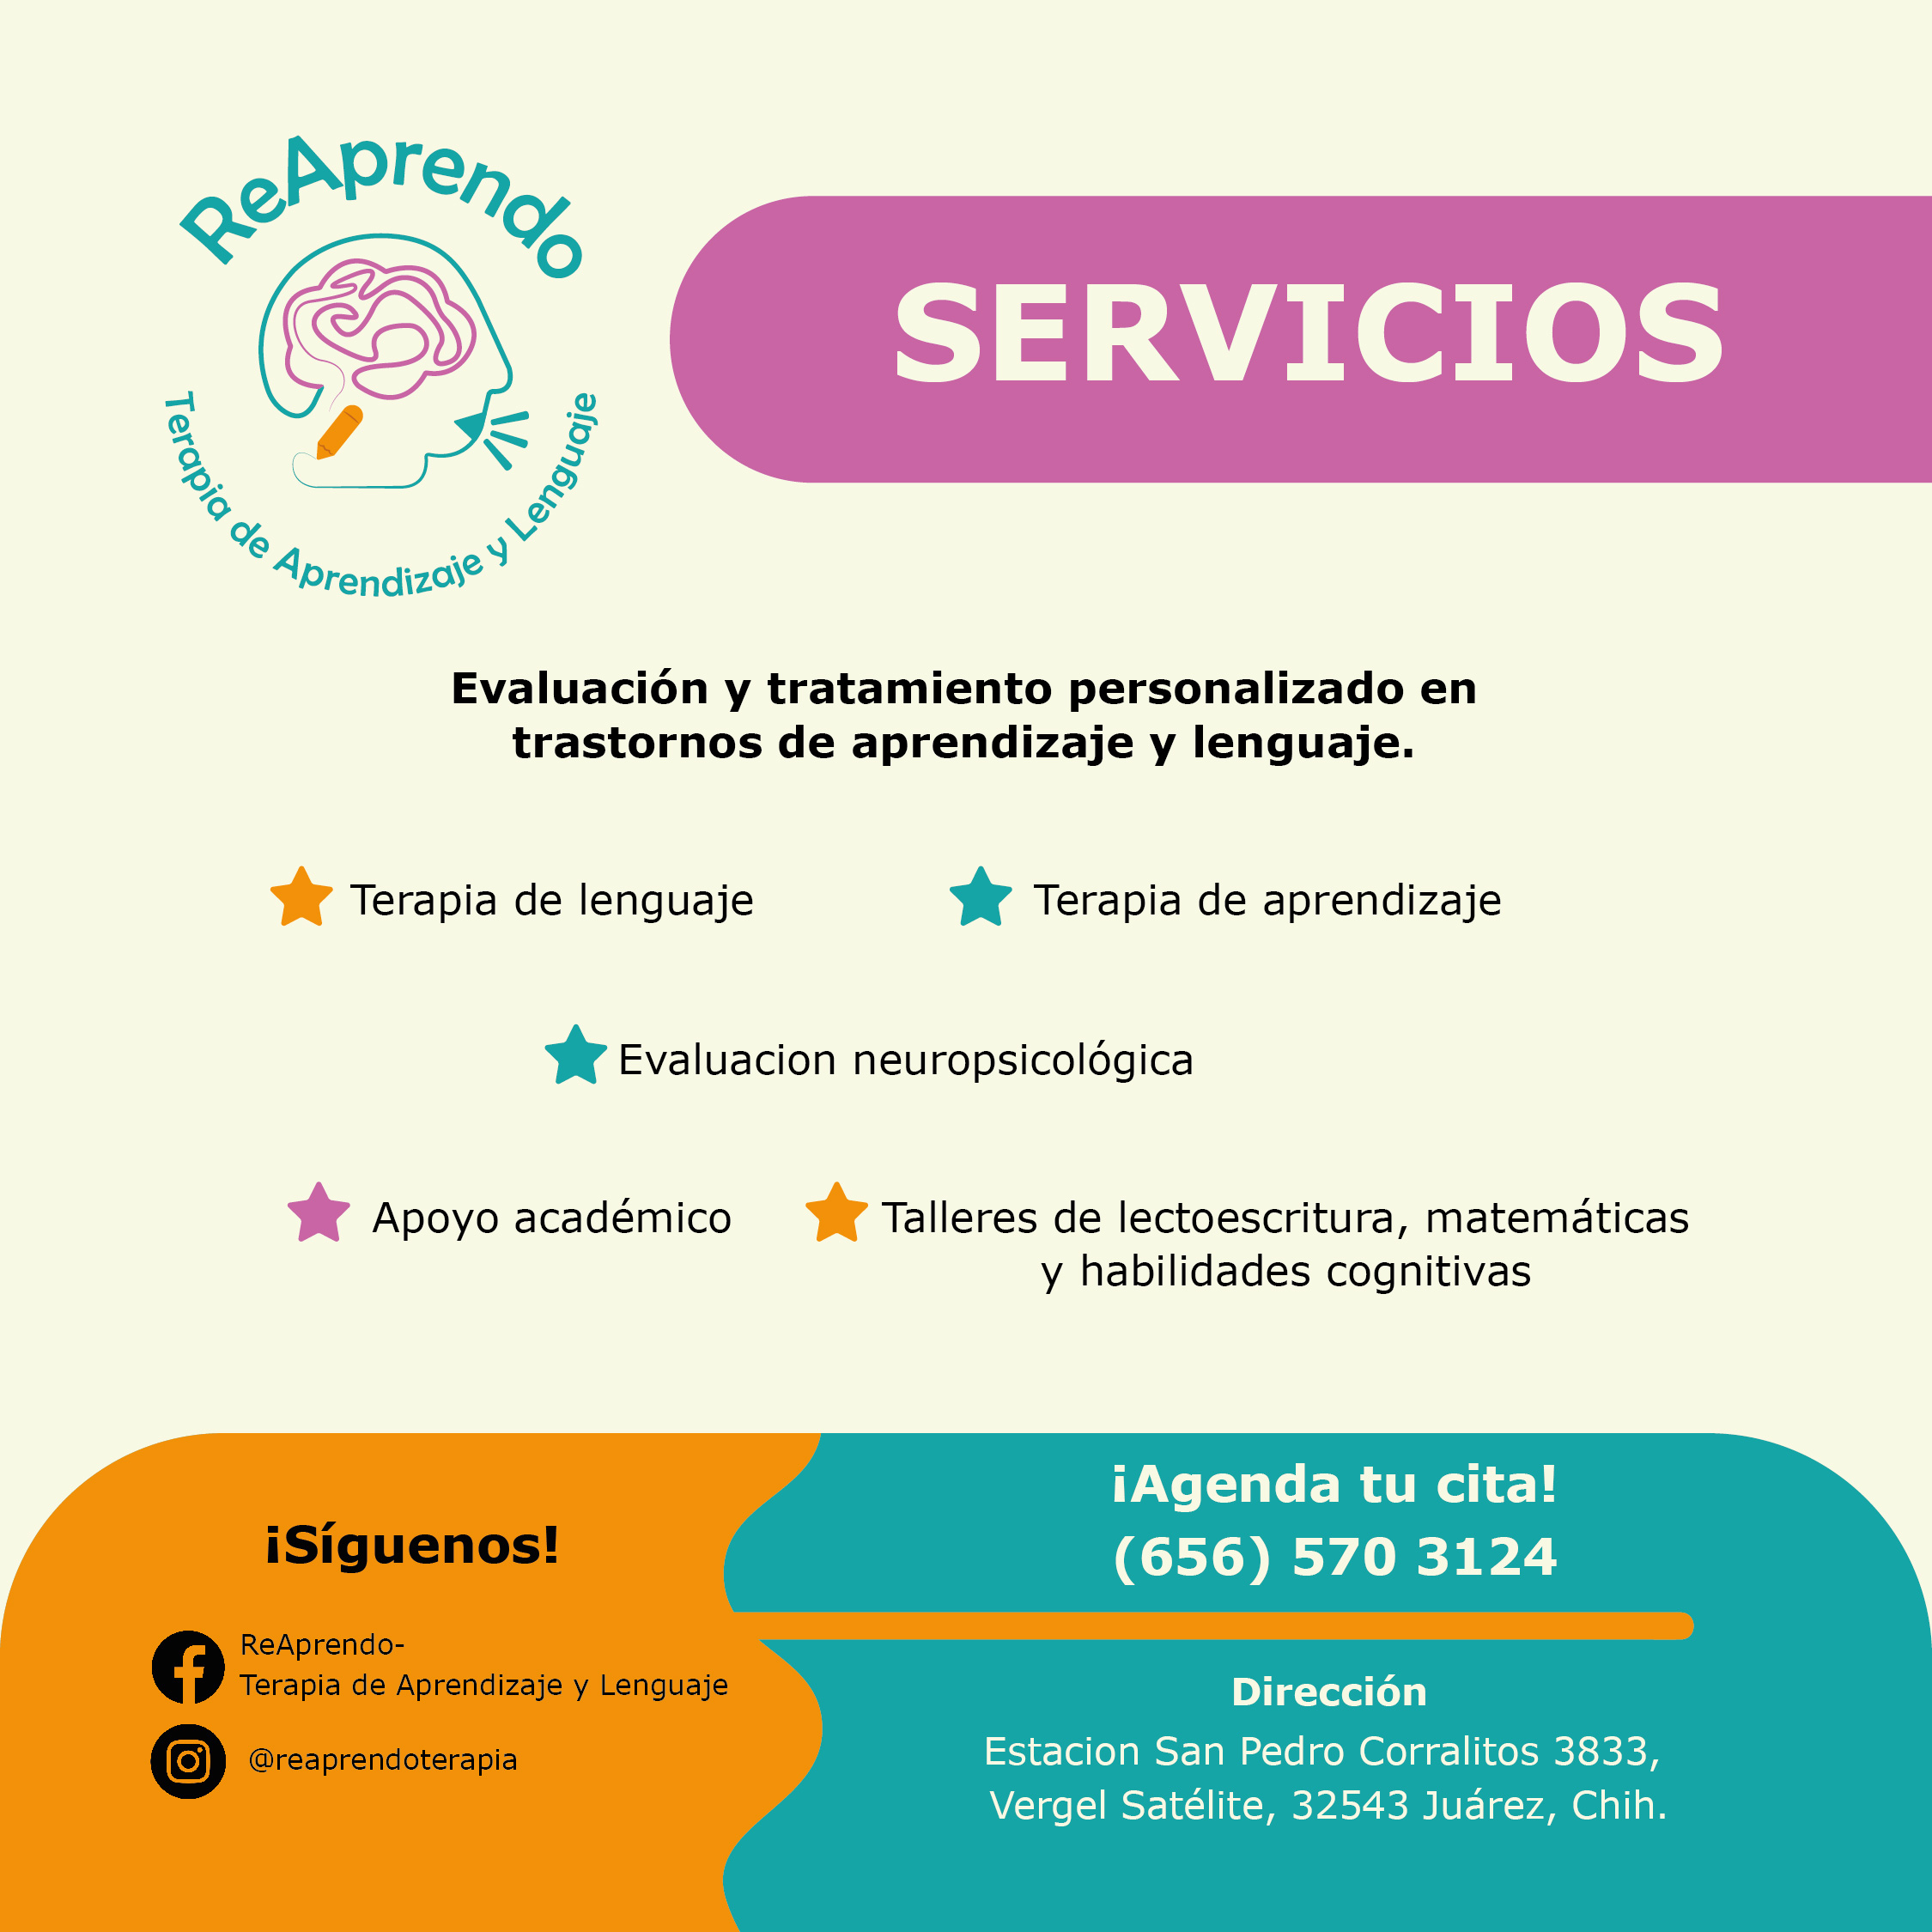 ReAprendo
Terapia de Aprendizaje y Lenguaje
SERVICIOS
Evaluación y tratamiento personalizado en
trastornos de aprendizaje y lenguaje.
Terapia de lenguaje
Terapia de aprendizaje
Evaluacion neuropsicológica
Apoyo académico
Talleres de lectoescritura, matemáticas
y habilidades cognitivas
¡Síguenos!
ReAprendo-
Terapia de Aprendizaje y Lenguaje
@reaprendoterapia
¡Agenda tu cita!
(656) 570 3124
Dirección
Estacion San Pedro Corralitos 3833,
Vergel Satélite, 32543 Juárez, Chih.